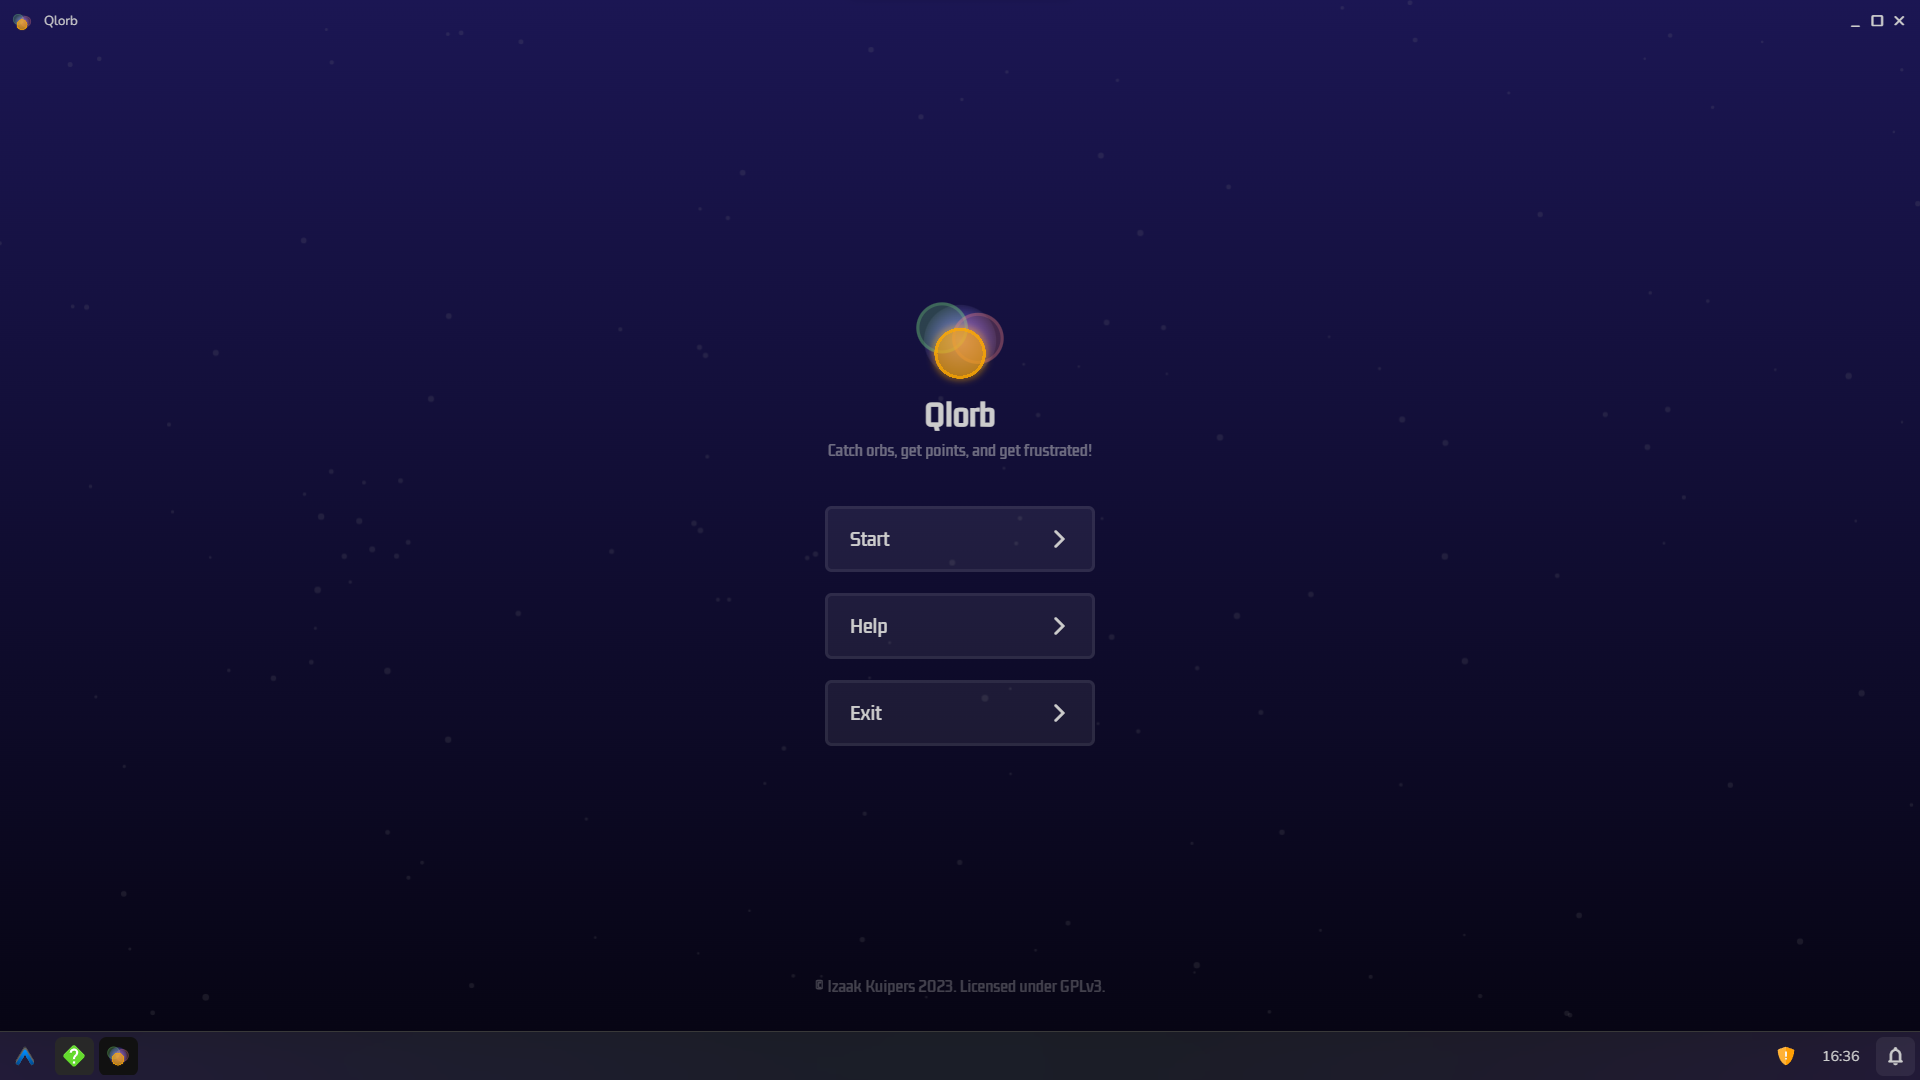 Qlorb
Qlorb
Catch orbs, get points, and get frustrated!
Start
Help
Exit
© Izaak Kuipers 2023. Licensed under GPLv3.
16:36